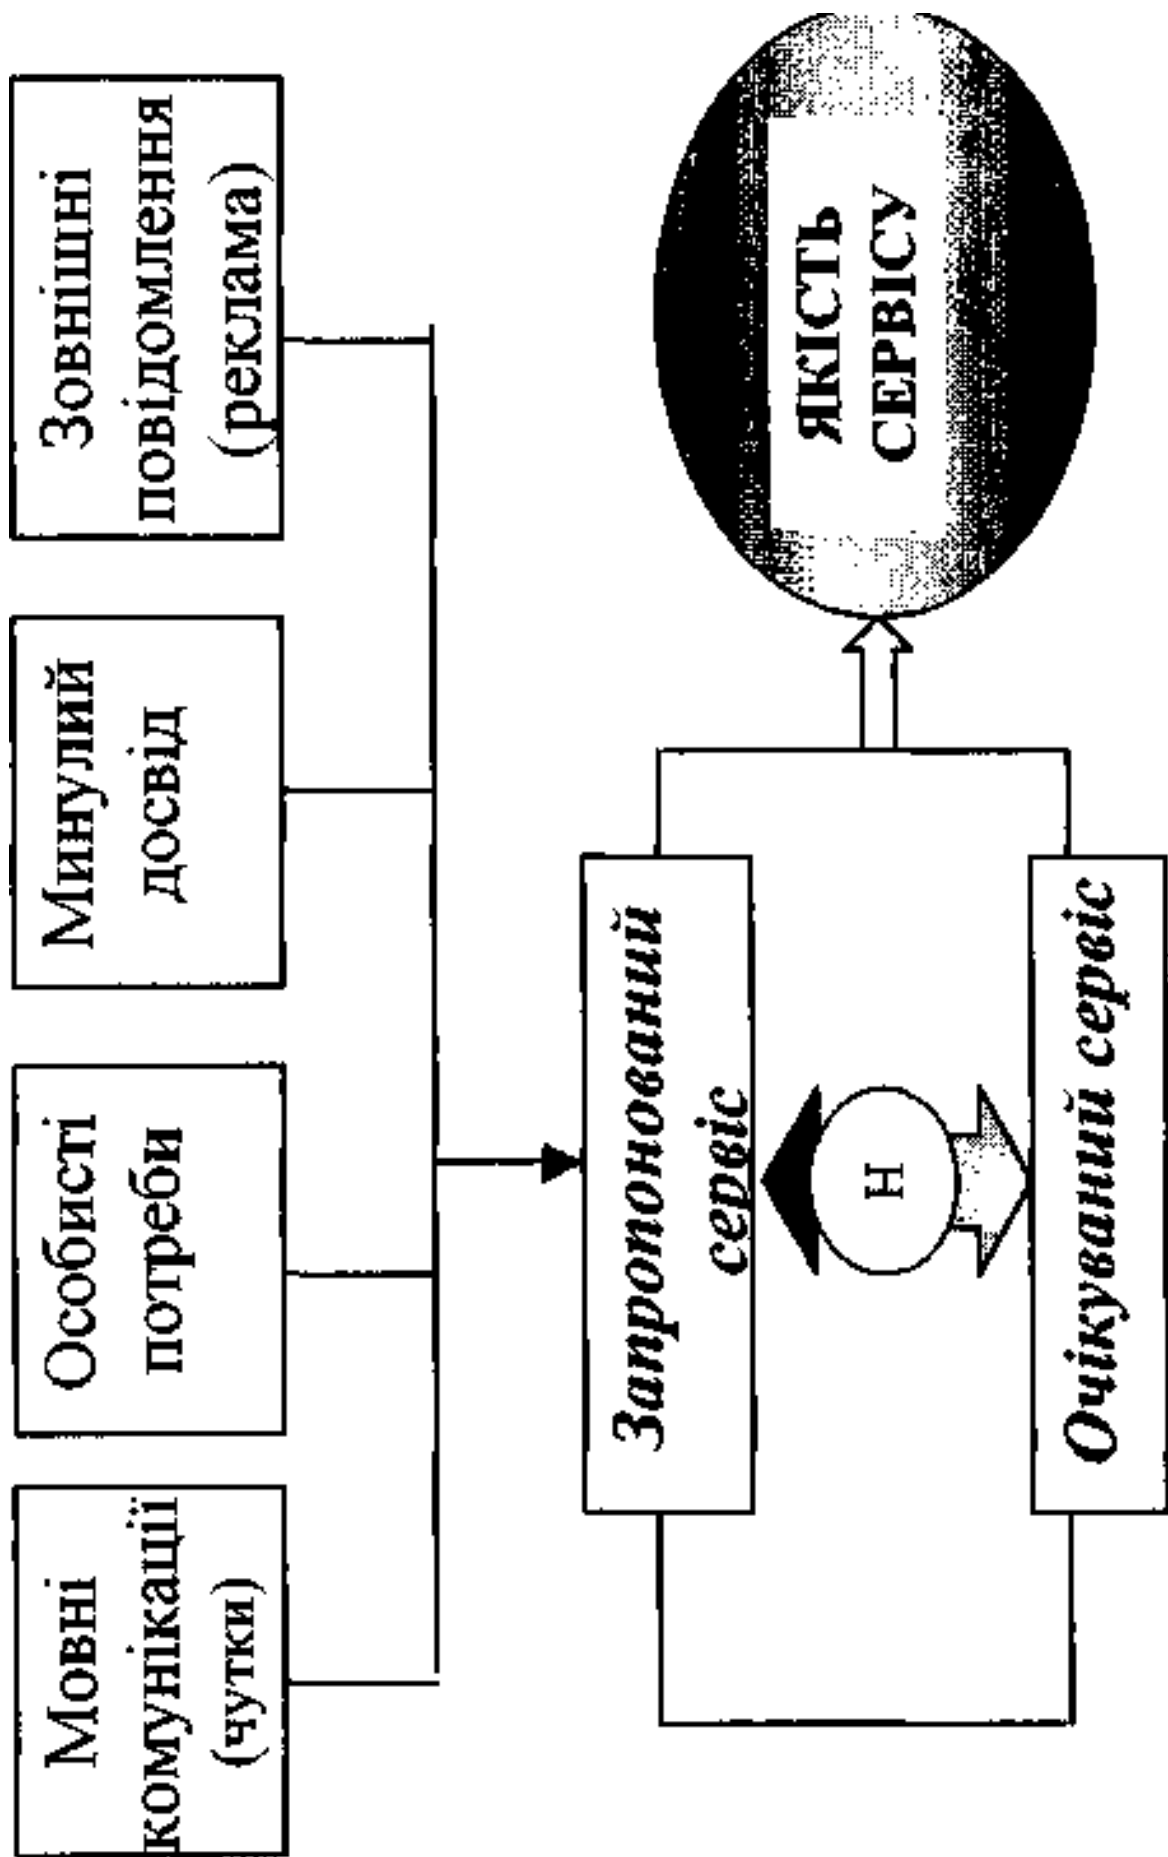 Мовні
комунікації
(чутки)
Особисті
потреби
Минулий
досвід
Зовнішні
повідомлення
(реклама)
Запропонований
сервіс
Н
Очікуваний сервіс
ЯКІСТЬ
СЕРВІСУ